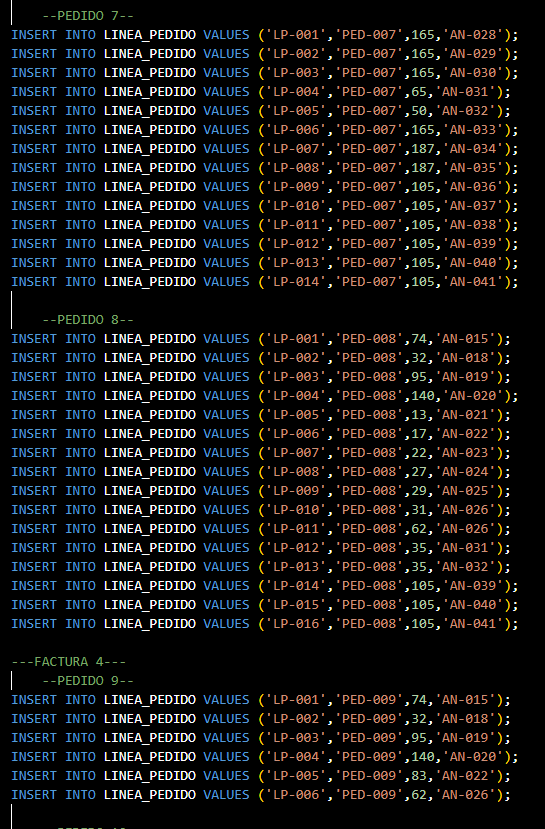 --PEDIDO 7--
INSERT INTO LINEA_PEDIDO VALUES ('LP-001','PED-007',165,'AN-028');
INSERT INTO LINEA_PEDIDO VALUES ('LP-002','PED-007',165,'AN-029');
INSERT INTO LINEA_PEDIDO VALUES ('LP-003','PED-007',165,'AN-030');
INSERT INTO LINEA_PEDIDO VALUES ('LP-004','PED-007',65,'AN-031');
INSERT INTO LINEA_PEDIDO VALUES ('LP-005','PED-007',50,'AN-032');
INSERT INTO LINEA_PEDIDO VALUES ('LP-006','PED-007',165,'AN-033');
INSERT INTO LINEA_PEDIDO VALUES ('LP-007','PED-007',187,'AN-034');
INSERT INTO LINEA_PEDIDO VALUES ('LP-008','PED-007',187,'AN-035');
INSERT INTO LINEA_PEDIDO VALUES ('LP-009','PED-007',105,'AN-036');
INSERT INTO LINEA_PEDIDO VALUES ('LP-010','PED-007',105,'AN-037');
INSERT INTO LINEA_PEDIDO VALUES ('LP-011','PED-007',105,'AN-038');
INSERT INTO LINEA_PEDIDO VALUES ('LP-012','PED-007',105,'AN-039');
INSERT INTO LINEA_PEDIDO VALUES ('LP-013','PED-007',105,'AN-040');
INSERT INTO LINEA_PEDIDO VALUES ('LP-014','PED-007',105,'AN-041');
--PEDIDO 8--
INSERT INTO LINEA_PEDIDO VALUES ('LP-001','PED-008',74,'AN-015');
INSERT INTO LINEA_PEDIDO VALUES ('LP-002','PED-008',32,'AN-018');
INSERT INTO LINEA_PEDIDO VALUES ('LP-003','PED-008',95,'AN-019');
INSERT INTO LINEA_PEDIDO VALUES ('LP-004','PED-008',140,'AN-020');
INSERT INTO LINEA_PEDIDO VALUES ('LP-005','PED-008',13,'AN-021');
INSERT INTO LINEA_PEDIDO VALUES ('LP-006','PED-008',17,'AN-022');
INSERT INTO LINEA_PEDIDO VALUES ('LP-007','PED-008',22,'AN-023');
INSERT INTO LINEA_PEDIDO VALUES ('LP-008','PED-008',27,'AN-024');
INSERT INTO LINEA_PEDIDO VALUES ('LP-009','PED-008',29,'AN-025');
INSERT INTO LINEA_PEDIDO VALUES ('LP-010','PED-008',31,'AN-026');
INSERT INTO LINEA_PEDIDO VALUES ('LP-011','PED-008',62,'AN-026');
INSERT INTO LINEA_PEDIDO VALUES ('LP-012','PED-008',35,'AN-031');
INSERT INTO LINEA_PEDIDO VALUES ('LP-013','PED-008',35,'AN-032');
INSERT INTO LINEA_PEDIDO VALUES ('LP-014','PED-008',105,'AN-039');
INSERT INTO LINEA_PEDIDO VALUES ('LP-015','PED-008',105,'AN-040');
INSERT INTO LINEA_PEDIDO VALUES ('LP-016','PED-008',105,'AN-041');
---FACTURA 4---
--PEDIDO 9--
INSERT INTO LINEA_PEDIDO VALUES ('LP-001','PED-009',74,'AN-015');
INSERT INTO LINEA_PEDIDO VALUES ('LP-002','PED-009',32,'AN-018');
INSERT INTO LINEA_PEDIDO VALUES ('LP-003','PED-009',95,'AN-019');
INSERT INTO LINEA_PEDIDO VALUES ('LP-004','PED-009',140,'AN-020');
INSERT INTO LINEA_PEDIDO VALUES ('LP-005','PED-009',83,'AN-022');
INSERT INTO LINEA_PEDIDO VALUES ('LP-006','PED-009',62,'AN-026');